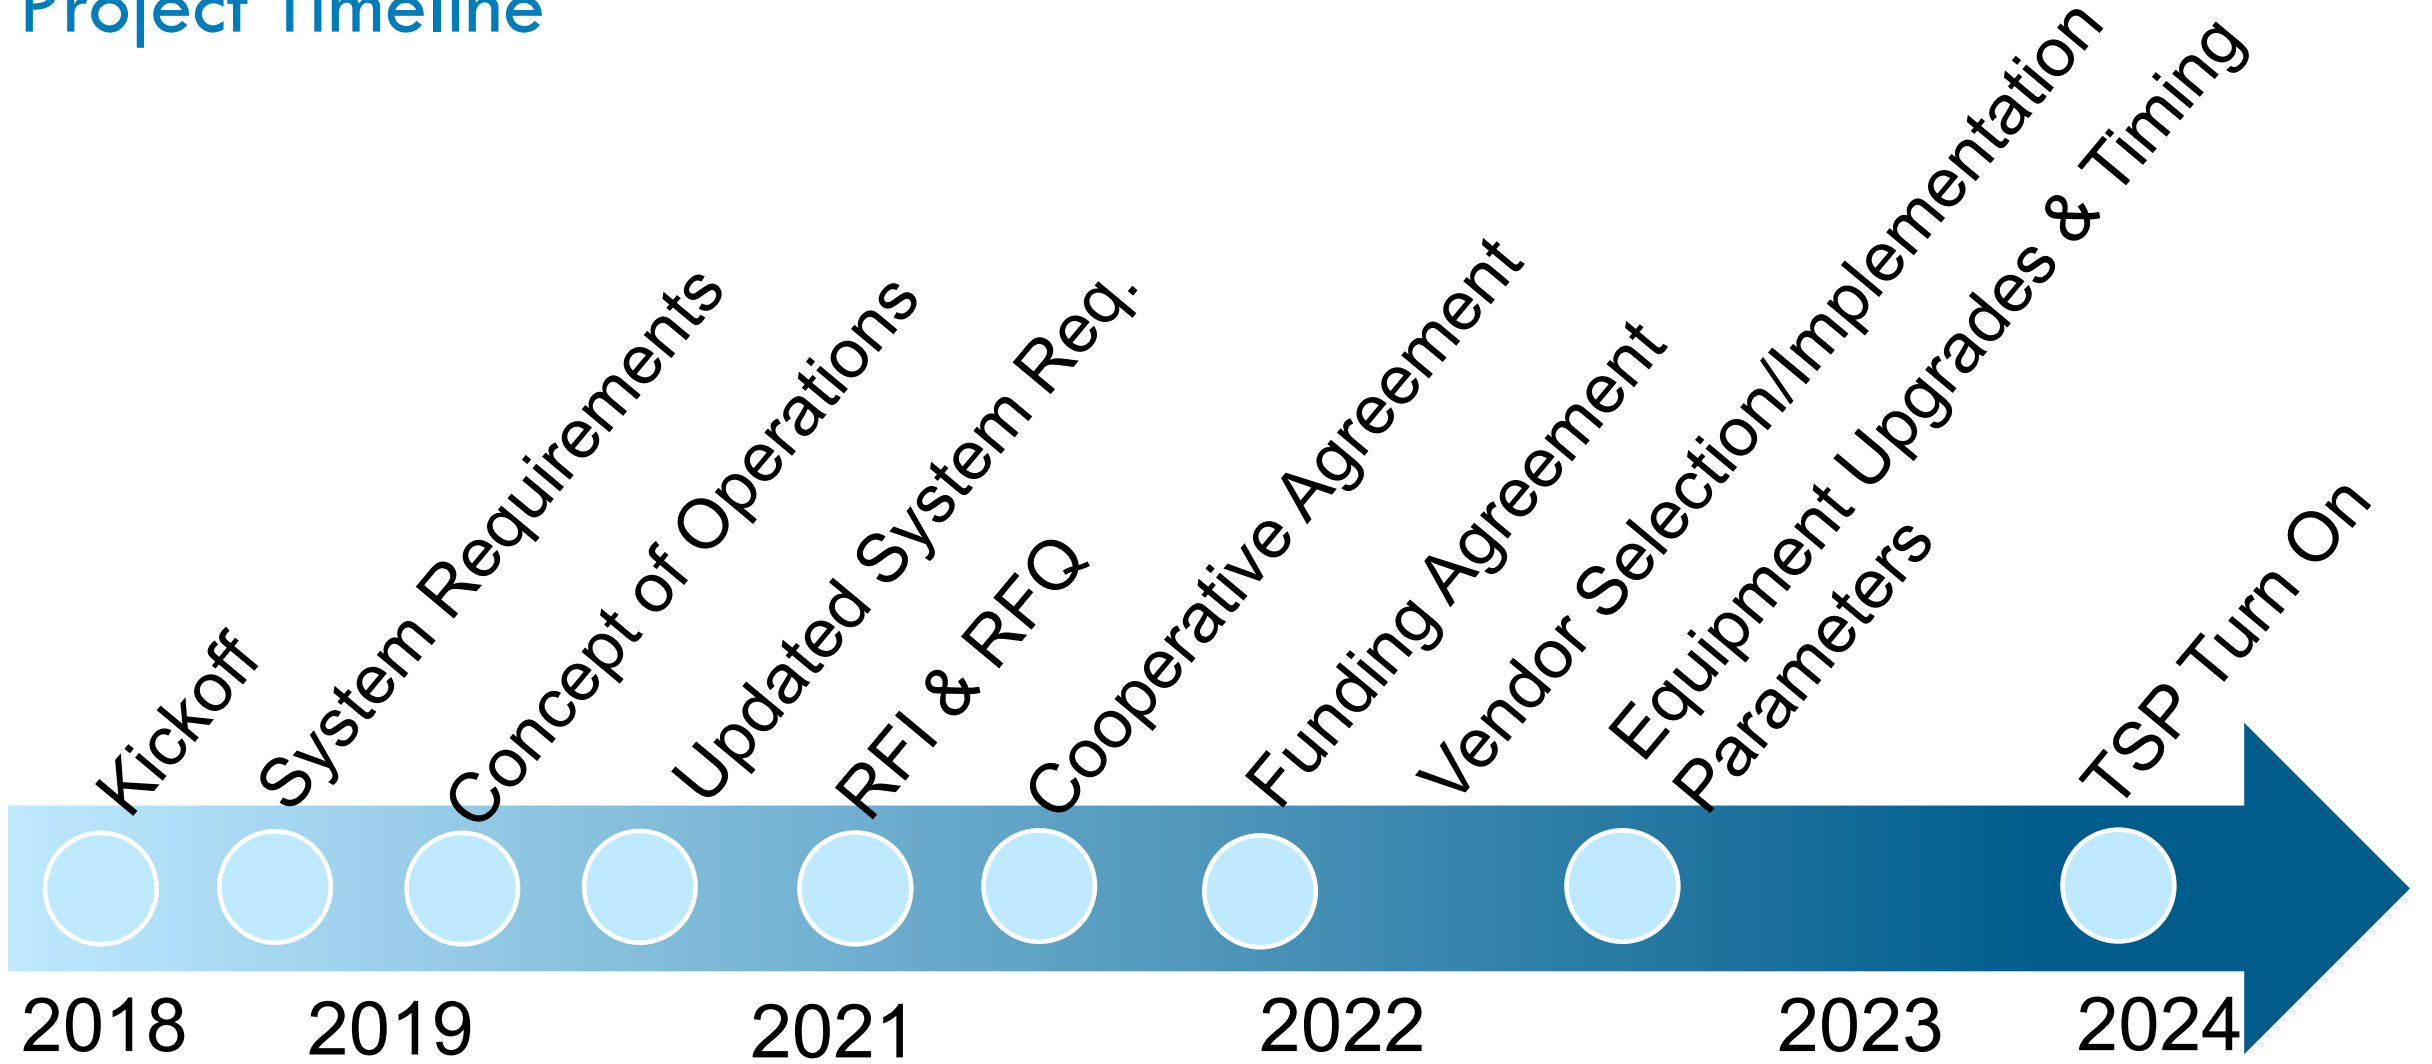 Project Timeline
Kickoff
System Requirements
Concept of Operations
Updated System Req.
RFI & RFQ
Cooperative Agreement
Funding Agreement
Vendor Selection/Implementation
Equipment Upgrades & Timing
Parameters
TSP Turn On
2018
2019
2021
2022
2023
2024